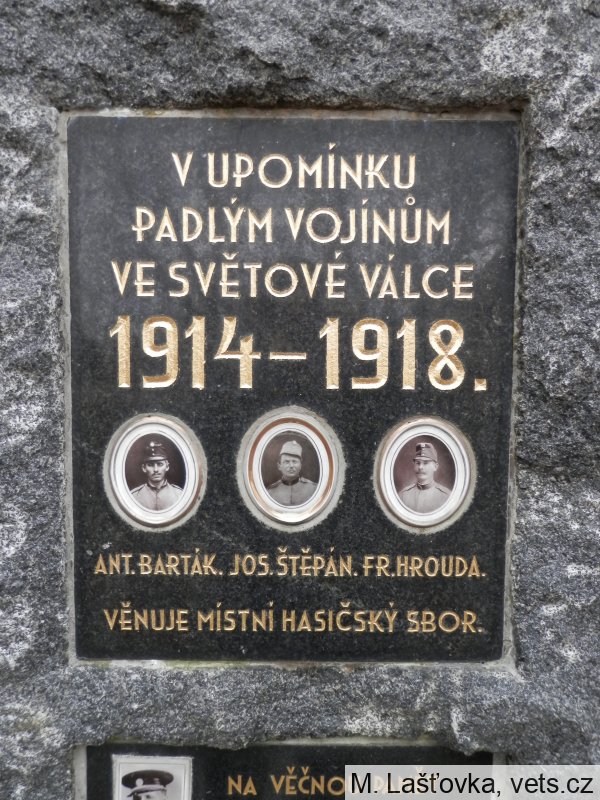 V UPOMÍNKU
PADLÝM VOJÍNŮM
VE SVĚTOVÉ VÁLCE
1914–1918.
ANT. BARTÁK. JOS. ŠTĚPÁN. FR. HROUDA.
VĚNUJE MÍSTNÍ HASIČSKÝ SBOR.
NA VĚČNO
M. Lašťovka, vets.cz